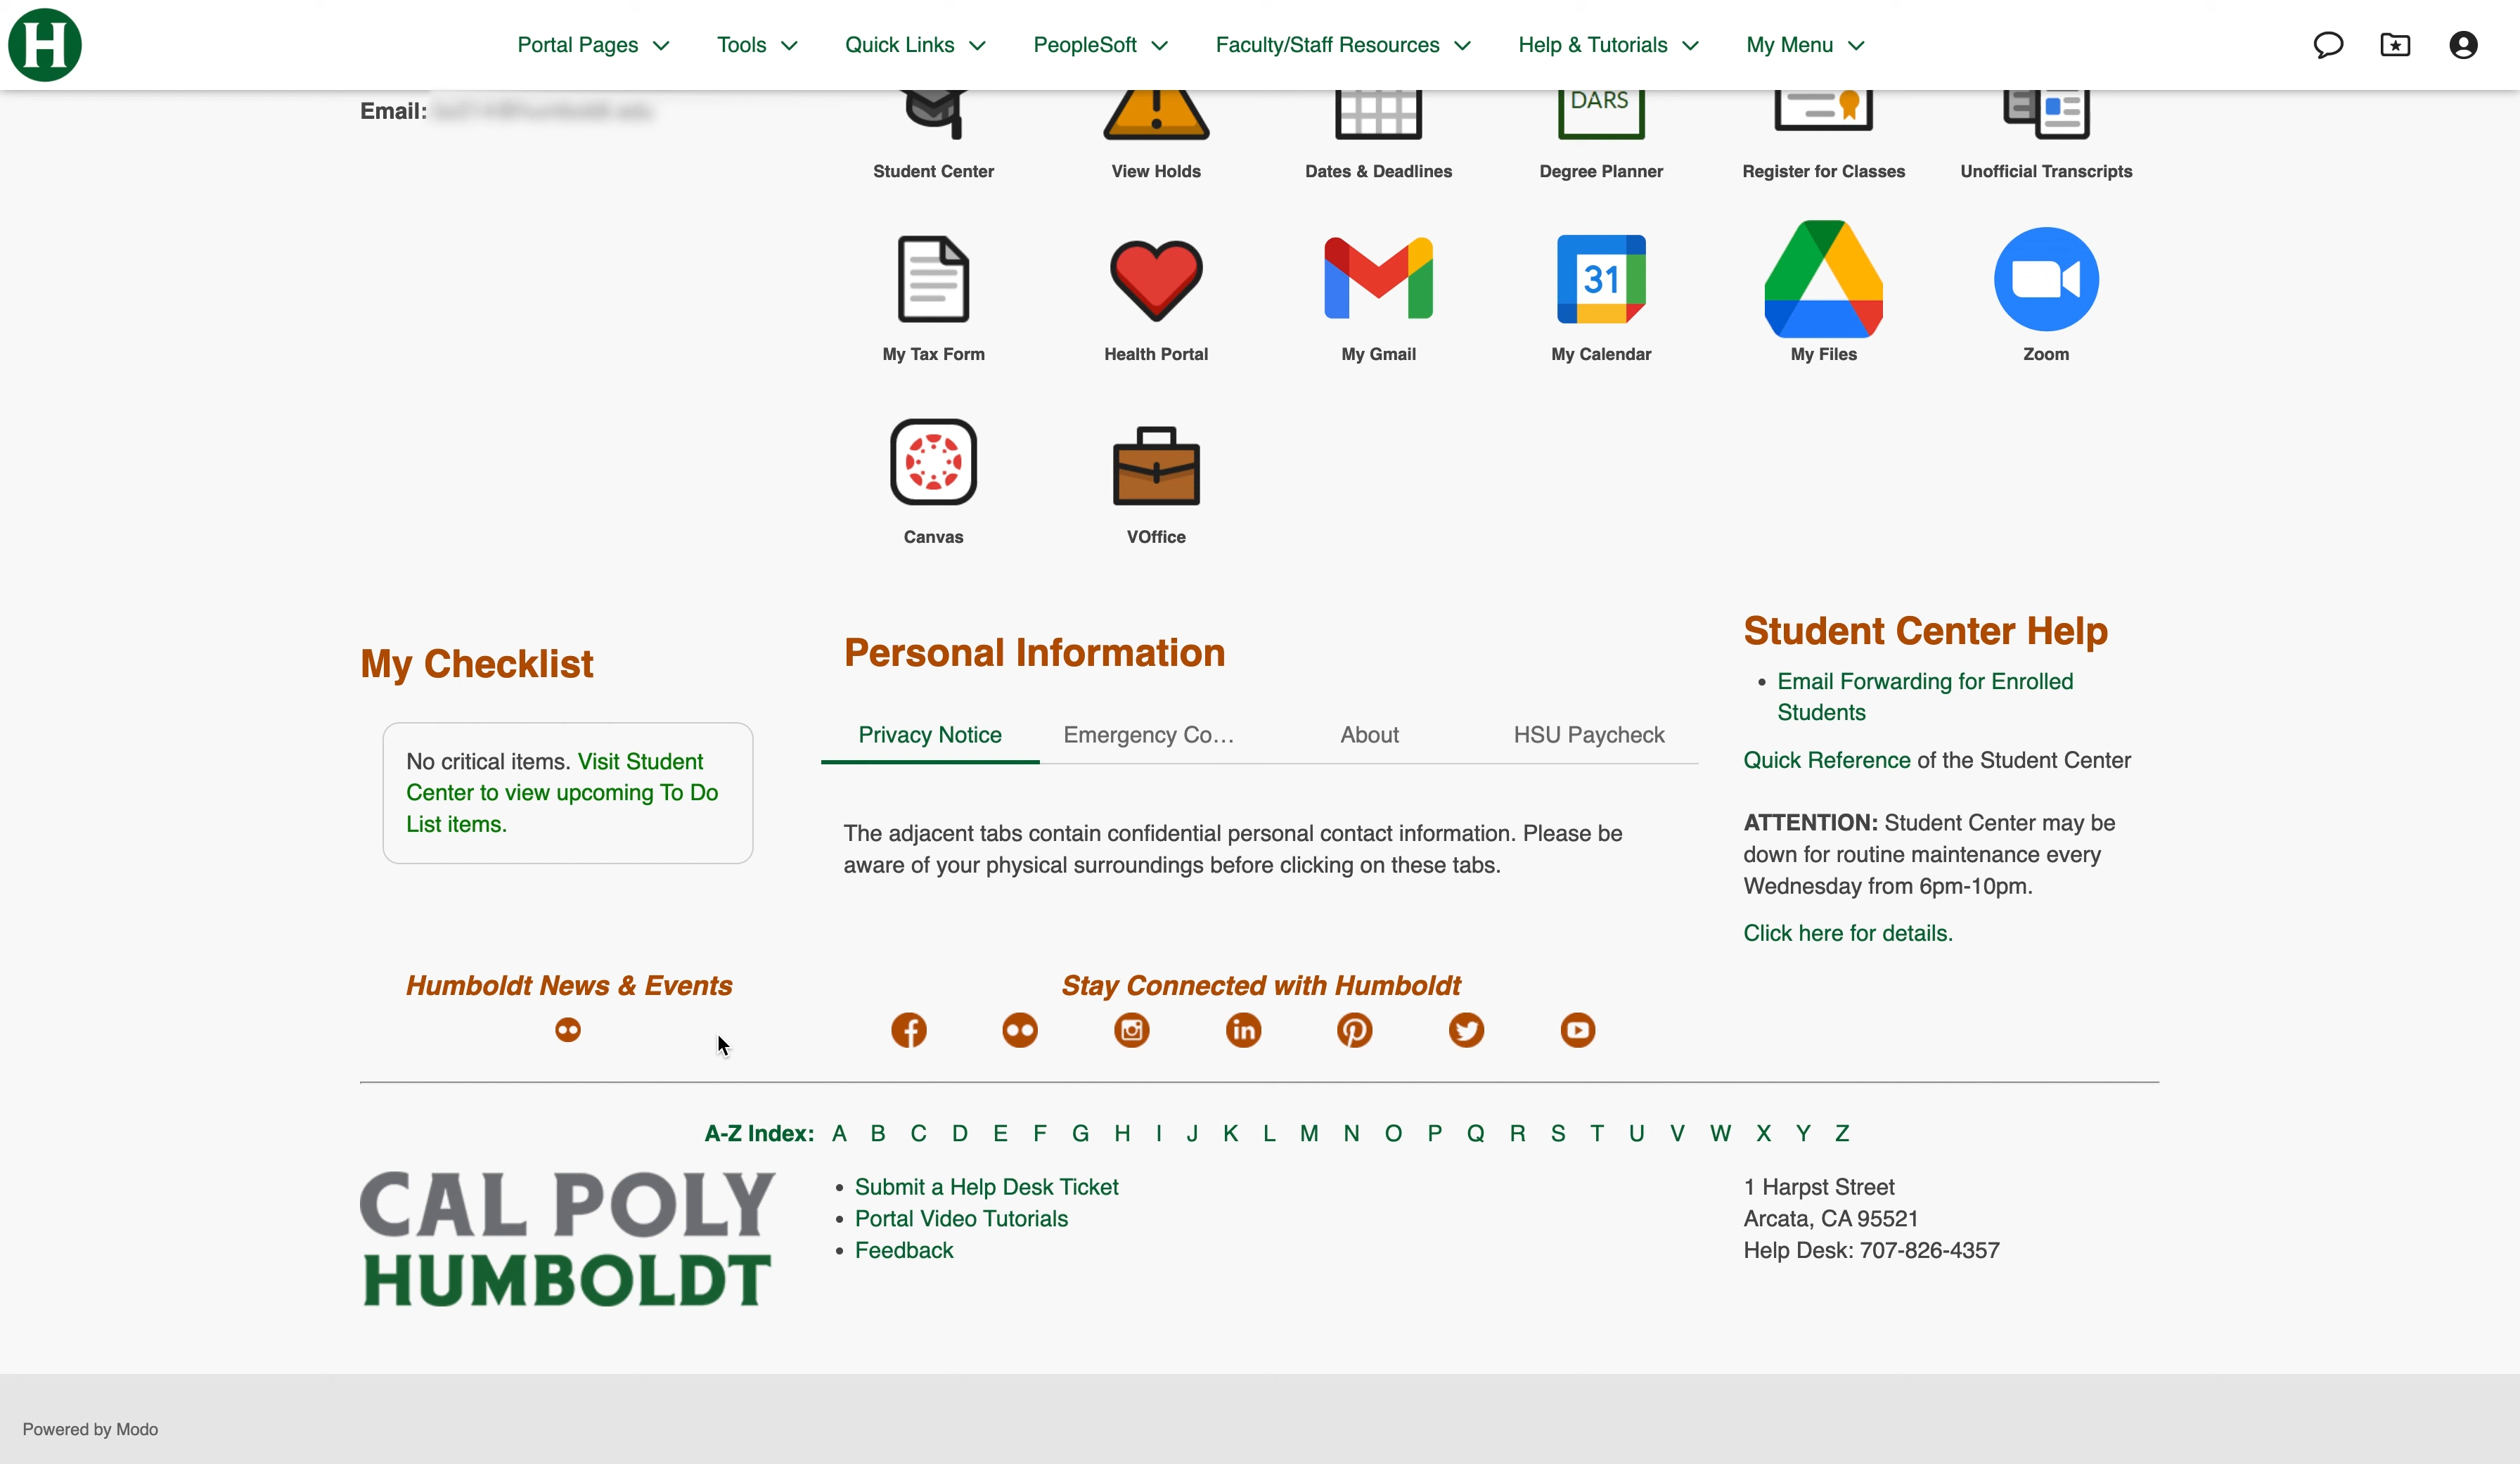 H
Portal Pages
Tools
Quick Links
PeopleSoft
Faculty/Staff Resources
Help & Tutorials
My Menu
Email:
DARS
Student Center
View Holds
Dates & Deadlines
Degree Planner
Register for Classes
Unofficial Transcripts
31
My Tax Form
Health Portal
My Gmail
My Calendar
My Files
Zoom
Canvas
VOffice
My Checklist
No critical items. Visit Student
Center to view upcoming To Do
List items.
Personal Information
Privacy Notice
Emergency Co...
About
HSU Paycheck
The adjacent tabs contain confidential personal contact information. Please be
aware of your physical surroundings before clicking on these tabs.
Student Center Help
• Email Forwarding for Enrolled
Students
Quick Reference of the Student Center
ATTENTION: Student Center may be
down for routine maintenance every
Wednesday from 6pm-10pm.
Click here for details.
Humboldt News & Events
Stay Connected with Humboldt
A-Z Index: A B C D E F G H I J K L M N O P Q R S T U V W X Y Z
CAL POLY
HUMBOLDT
• Submit a Help Desk Ticket
• Portal Video Tutorials
• Feedback
1 Harpst Street
Arcata, CA 95521
Help Desk: 707-826-4357
Powered by Modo